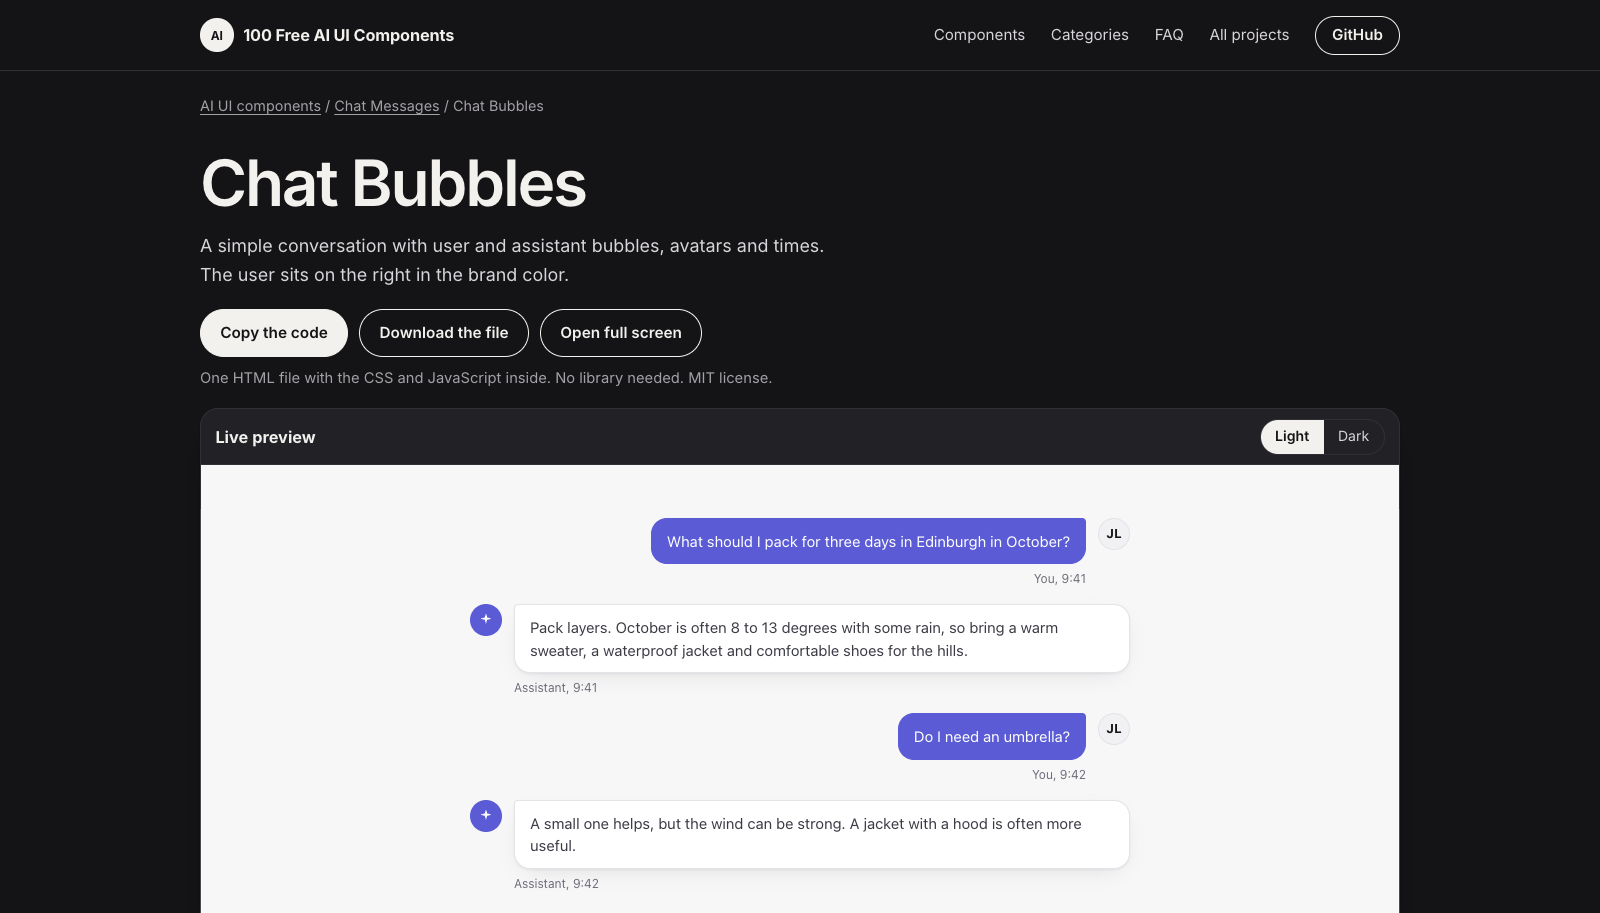 AI 100 Free AI UI Components
Components Categories FAQ All projects GitHub
AI UI components / Chat Messages / Chat Bubbles
Chat Bubbles
A simple conversation with user and assistant bubbles, avatars and times.
The user sits on the right in the brand color.
Copy the code Download the file Open full screen
One HTML file with the CSS and JavaScript inside. No library needed. MIT license.
Live preview Light Dark
What should I pack for three days in Edinburgh in October? JL
You, 9:41
Pack layers. October is often 8 to 13 degrees with some rain, so bring a warm
sweater, a waterproof jacket and comfortable shoes for the hills.
Assistant, 9:41
Do I need an umbrella? JL
You, 9:42
A small one helps, but the wind can be strong. A jacket with a hood is often more
useful.
Assistant, 9:42